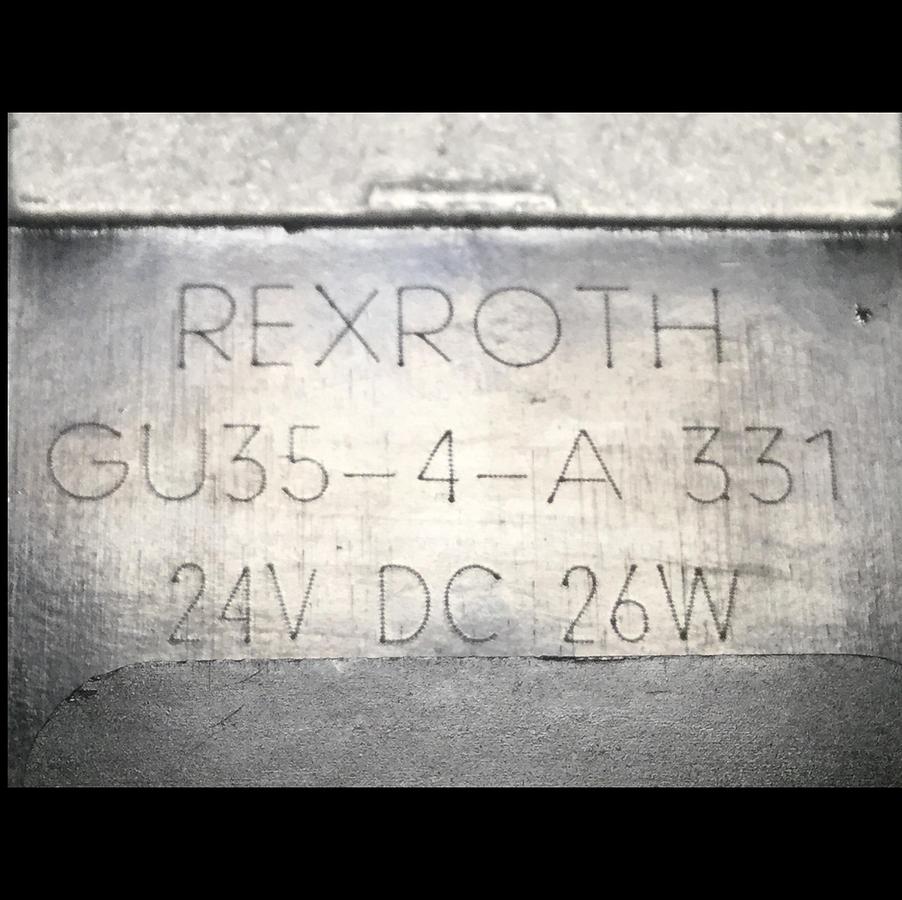 REXROTH
GU35-4-A 331
24V DC 26W